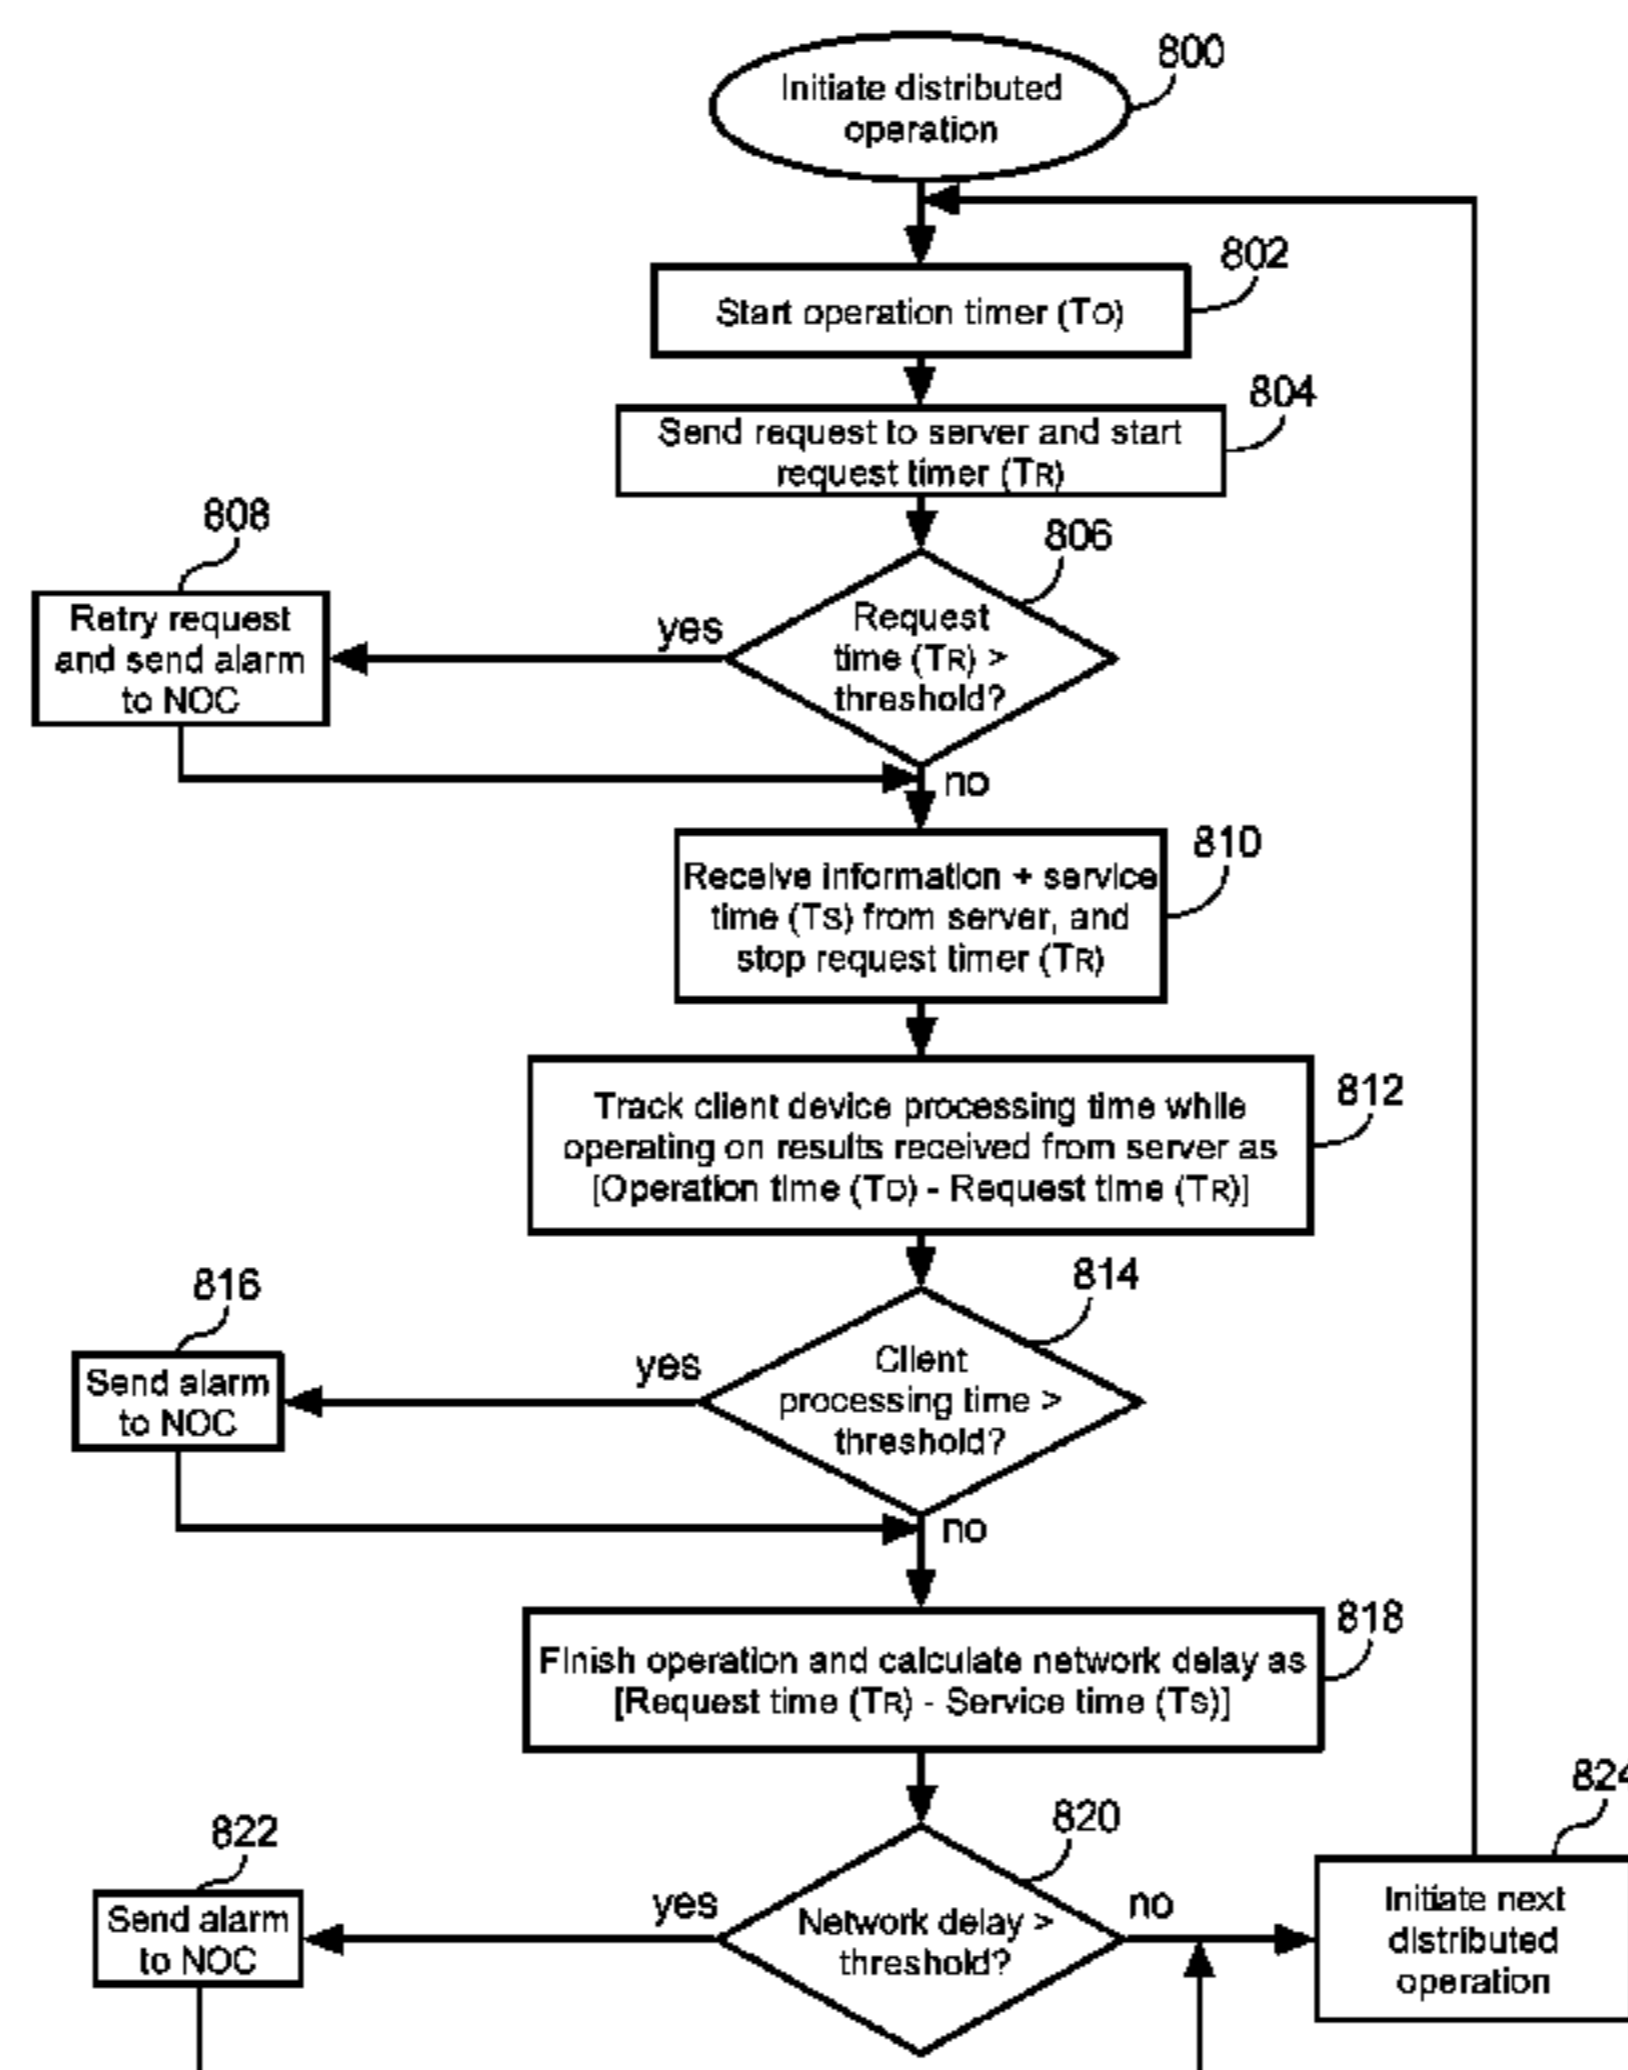 800
Initiate distributed
operation
802
Start operation timer (TO)
804
Send request to server and start
request timer (TR)
806
808
Request
time (TR) >
threshold?
yes
Retry request
and send alarm
to NOC
no
810
Receive information + service
time (TS) from server, and
stop request timer (TR)
812
Track client device processing time while
operating on results received from server as
[Operation time (TO) - Request time (TR)]
814
816
Client
processing time >
threshold?
yes
Send alarm
to NOC
no
818
Finish operation and calculate network delay as
[Request time (TR) - Service time (TS)]
820
822
824
Network delay >
threshold?
yes
no
Send alarm
to NOC
Initiate next
distributed
operation